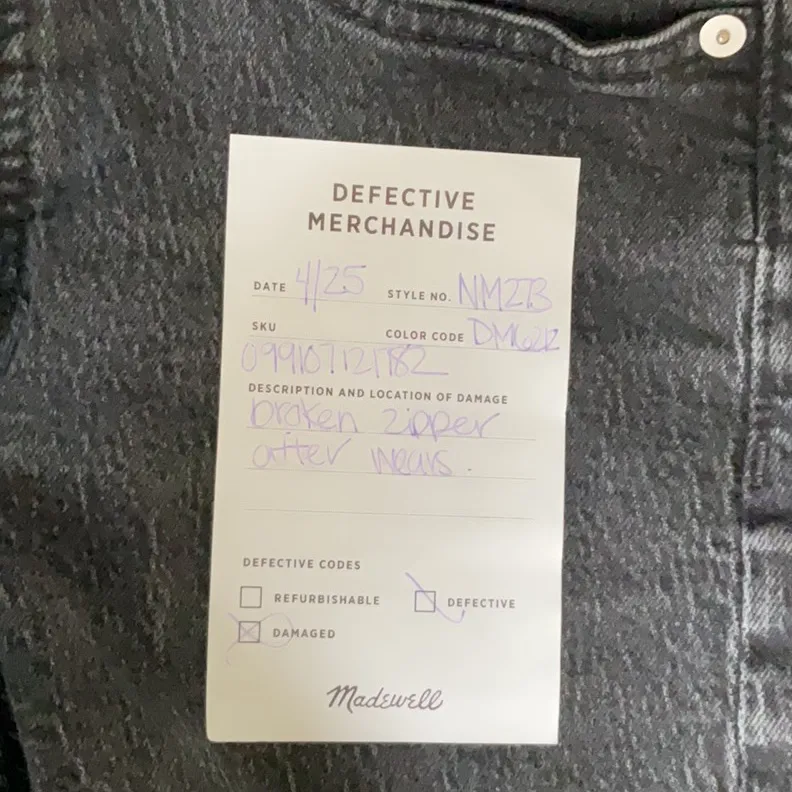 DEFECTIVE
MERCHANDISE
DATE 4/25 STYLE NO. NM273
SKU COLOR CODE
099107121782
DESCRIPTION AND LOCATION OF DAMAGE
broken zipper
after wears.
DEFECTIVE CODES
REFURBISHABLE DEFECTIVE
DAMAGED
Madewell